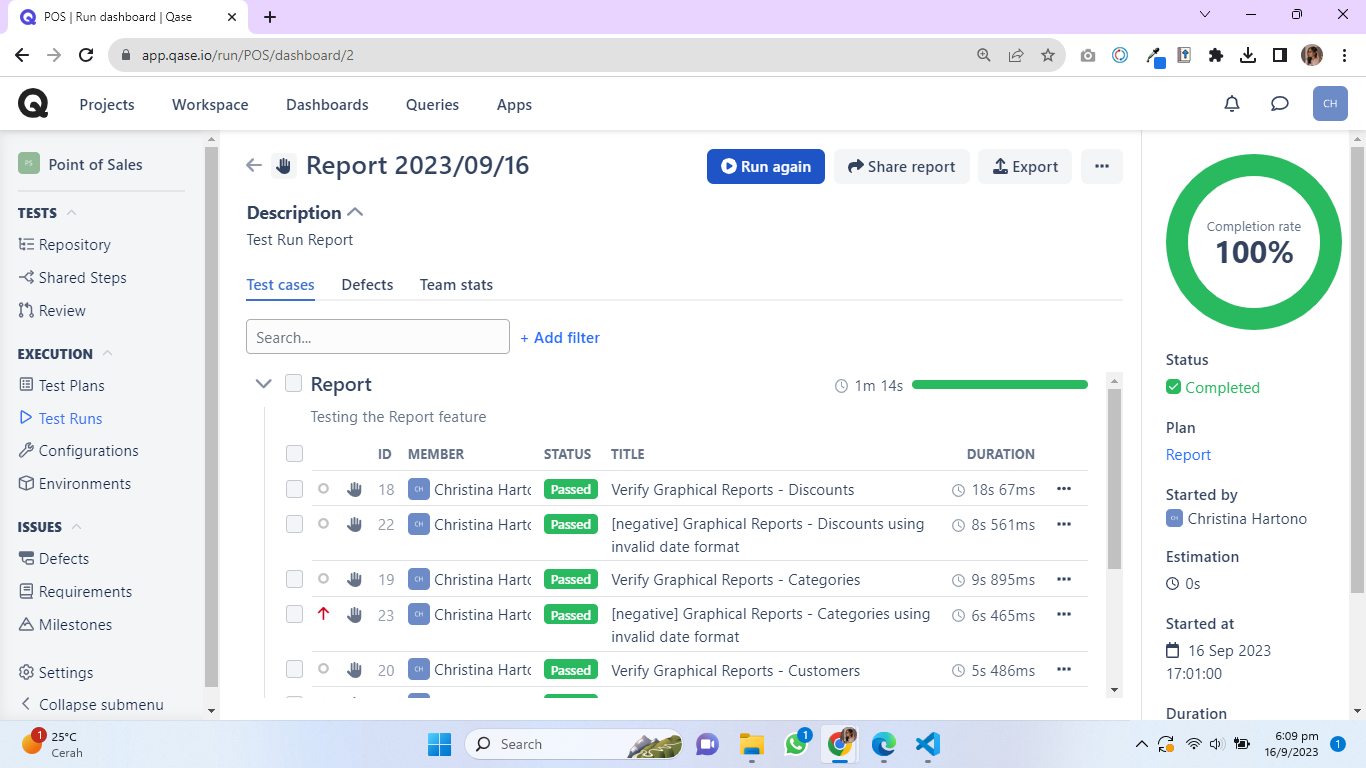 POS | Run dashboard | Qase
app.qase.io/run/POS/dashboard/2
Projects
Workspace
Dashboards
Queries
Apps
CH
PS
Point of Sales
TESTS
Repository
Shared Steps
Review
EXECUTION
Test Plans
Test Runs
Configurations
Environments
ISSUES
Defects
Requirements
Milestones
Settings
Collapse submenu
Report 2023/09/16
Run again
Share report
Export
Description
Test Run Report
Test cases
Defects
Team stats
Search...
+ Add filter
Report
1m 14s
Testing the Report feature
ID MEMBER STATUS TITLE DURATION
18 CH Christina Harto Passed Verify Graphical Reports - Discounts 18s 67ms
22 CH Christina Harto Passed [negative] Graphical Reports - Discounts using 8s 561ms
invalid date format
19 CH Christina Harto Passed Verify Graphical Reports - Categories 9s 895ms
23 CH Christina Harto Passed [negative] Graphical Reports - Categories using 6s 465ms
invalid date format
20 CH Christina Harto Passed Verify Graphical Reports - Customers 5s 486ms
Completion rate
100%
Status
Completed
Plan
Report
Started by
CH Christina Hartono
Estimation
0s
Started at
16 Sep 2023
17:01:00
Duration
1
25°C
Cerah
Search
1
6:09 pm
16/9/2023
1